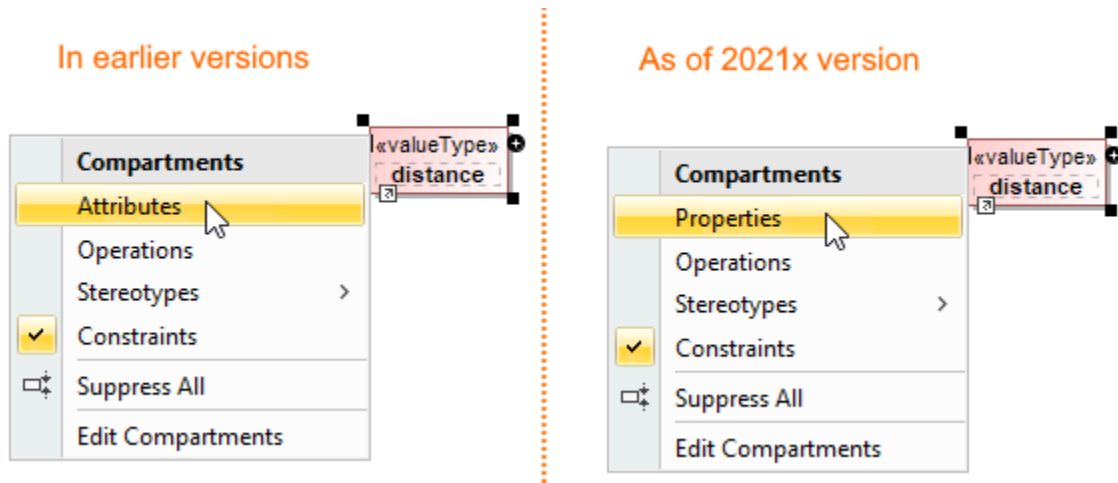 In earlier versions
«valueType»
distance
Compartments
Attributes
Operations
Stereotypes
Constraints
Suppress All
Edit Compartments
As of 2021x version
«valueType»
distance
Compartments
Properties
Operations
Stereotypes
Constraints
Suppress All
Edit Compartments